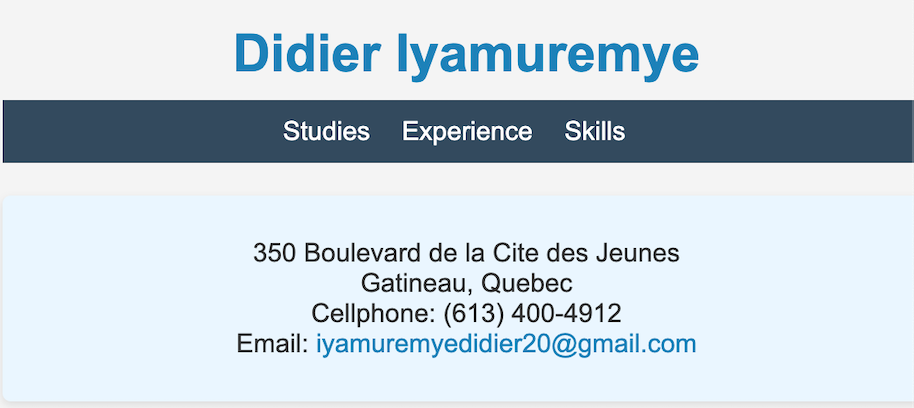 Didier Iyamuremye
Studies Experience Skills
350 Boulevard de la Cite des Jeunes
Gatineau, Quebec
Cellphone: (613) 400-4912
Email: iyamuremyedidier20@gmail.com